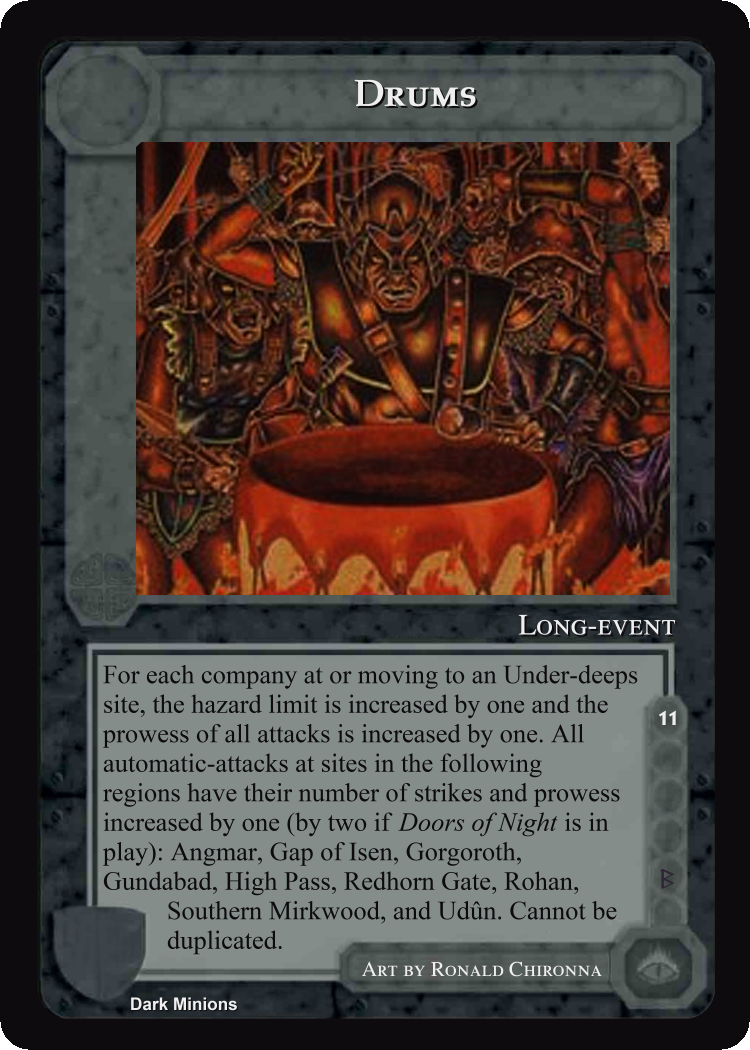 Drums
Long-event
For each company at or moving to an Under-deeps
site, the hazard limit is increased by one and the
prowess of all attacks is increased by one. All
automatic-attacks at sites in the following
regions have their number of strikes and prowess
increased by one (by two if Doors of Night is in
play): Angmar, Gap of Isen, Gorgoroth,
Gundabad, High Pass, Redhorn Gate, Rohan,
Southern Mirkwood, and Udûn. Cannot be
duplicated.
11
ᛒ
Art by Ronald Chironna
Dark Minions